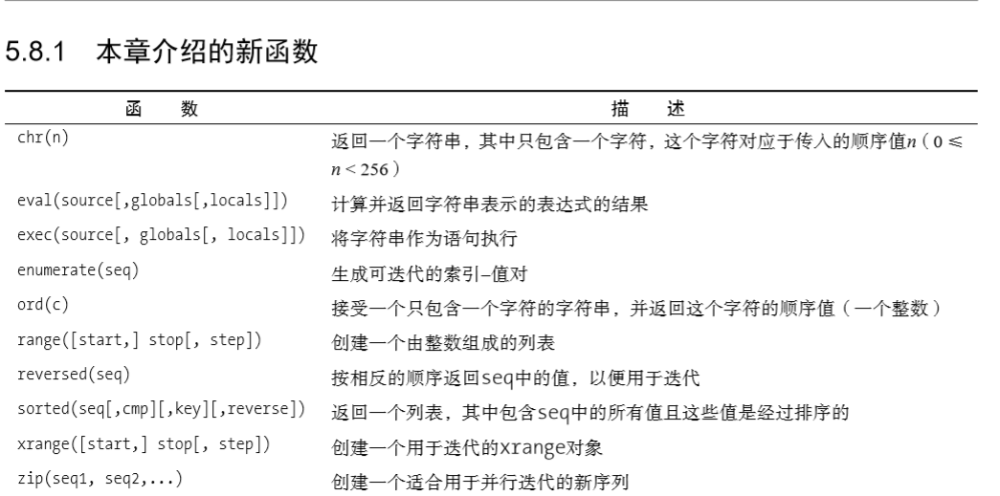 5.8.1 本章介绍的新函数
函 数 描 述
chr(n) 返回一个字符串，其中只包含一个字符，这个字符对应于传入的顺序值n（0≤
n<256）
eval(source[,globals[,locals]]) 计算并返回字符串表示的表达式的结果
exec(source[, globals[, locals]]) 将字符串作为语句执行
enumerate(seq) 生成可迭代的索引–值对
ord(c) 接受一个只包含一个字符的字符串，并返回这个字符的顺序值（一个整数）
range([start,] stop[, step]) 创建一个由整数组成的列表
reversed(seq) 按相反的顺序返回seq中的值，以便用于迭代
sorted(seq[,cmp][,key][,reverse]) 返回一个列表，其中包含seq中的所有值且这些值是经过排序的
xrange([start,] stop[, step]) 创建一个用于迭代的xrange对象
zip(seq1, seq2,...) 创建一个适合用于并行迭代的新序列